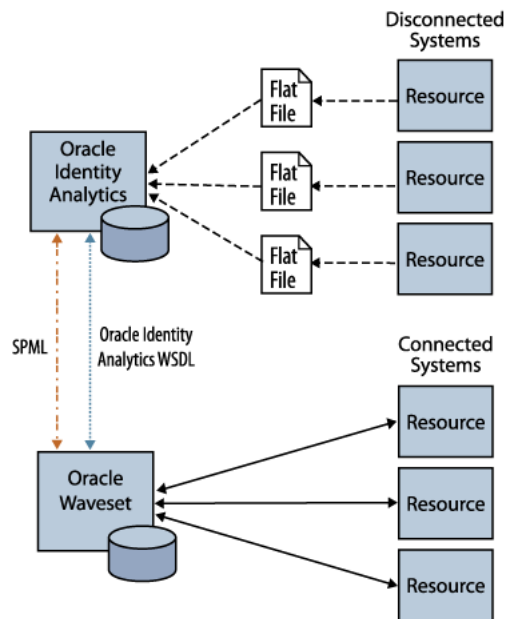 Disconnected
Systems
Flat
File
Resource
Oracle
Identity
Analytics
Flat
File
Resource
Flat
File
Resource
SPML
Oracle Identity
Analytics WSDL
Connected
Systems
Resource
Oracle
Waveset
Resource
Resource